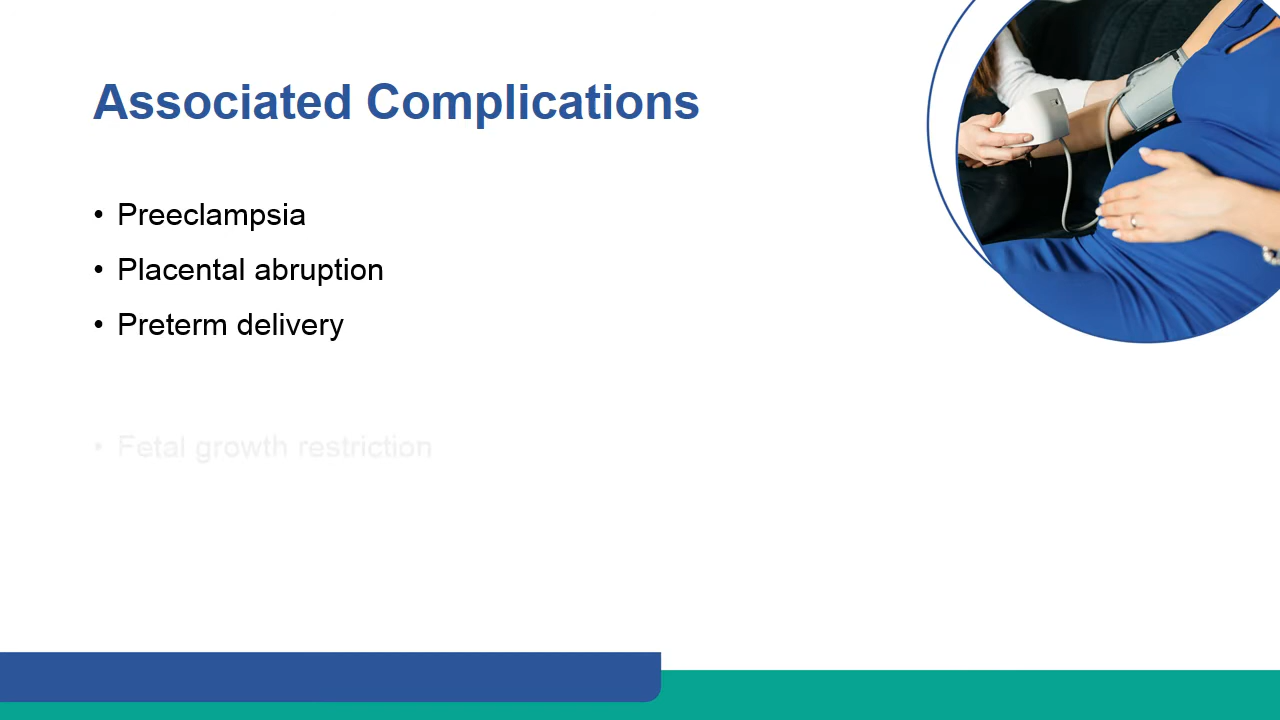 Associated Complications
• Preeclampsia
• Placental abruption
• Preterm delivery
• Fetal growth restriction